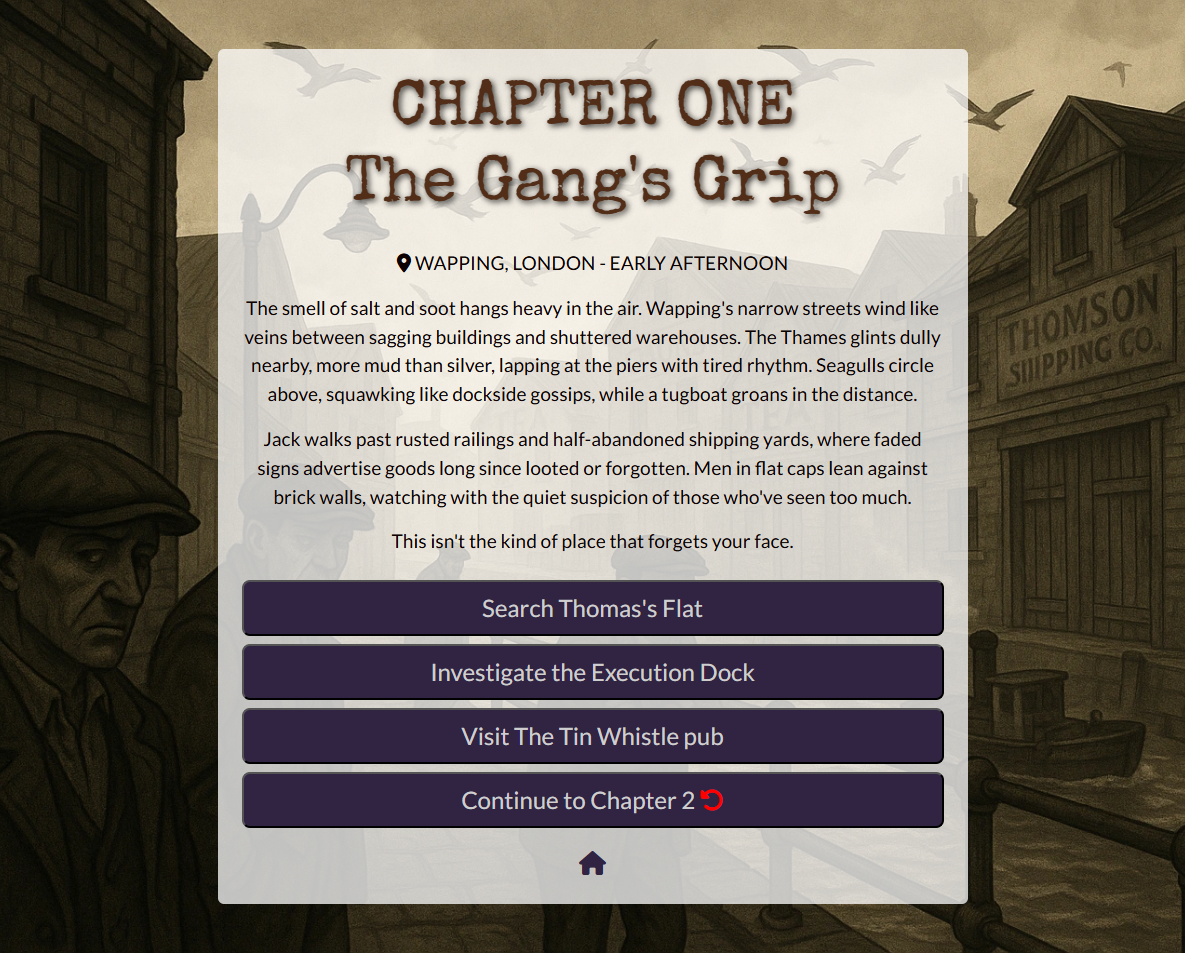 CHAPTER ONE
The Gang's Grip
WAPPING, LONDON - EARLY AFTERNOON
The smell of salt and soot hangs heavy in the air. Wapping's narrow streets wind like
veins between sagging buildings and shuttered warehouses. The Thames glints dully
nearby, more mud than silver, lapping at the piers with tired rhythm. Seagulls circle
above, squawking like dockside gossips, while a tugboat groans in the distance.
Jack walks past rusted railings and half-abandoned shipping yards, where faded
signs advertise goods long since looted or forgotten. Men in flat caps lean against
brick walls, watching with the quiet suspicion of those who've seen too much.
This isn't the kind of place that forgets your face.
Search Thomas's Flat
Investigate the Execution Dock
Visit The Tin Whistle pub
Continue to Chapter 2
THOMSON
SHIPPING CO.